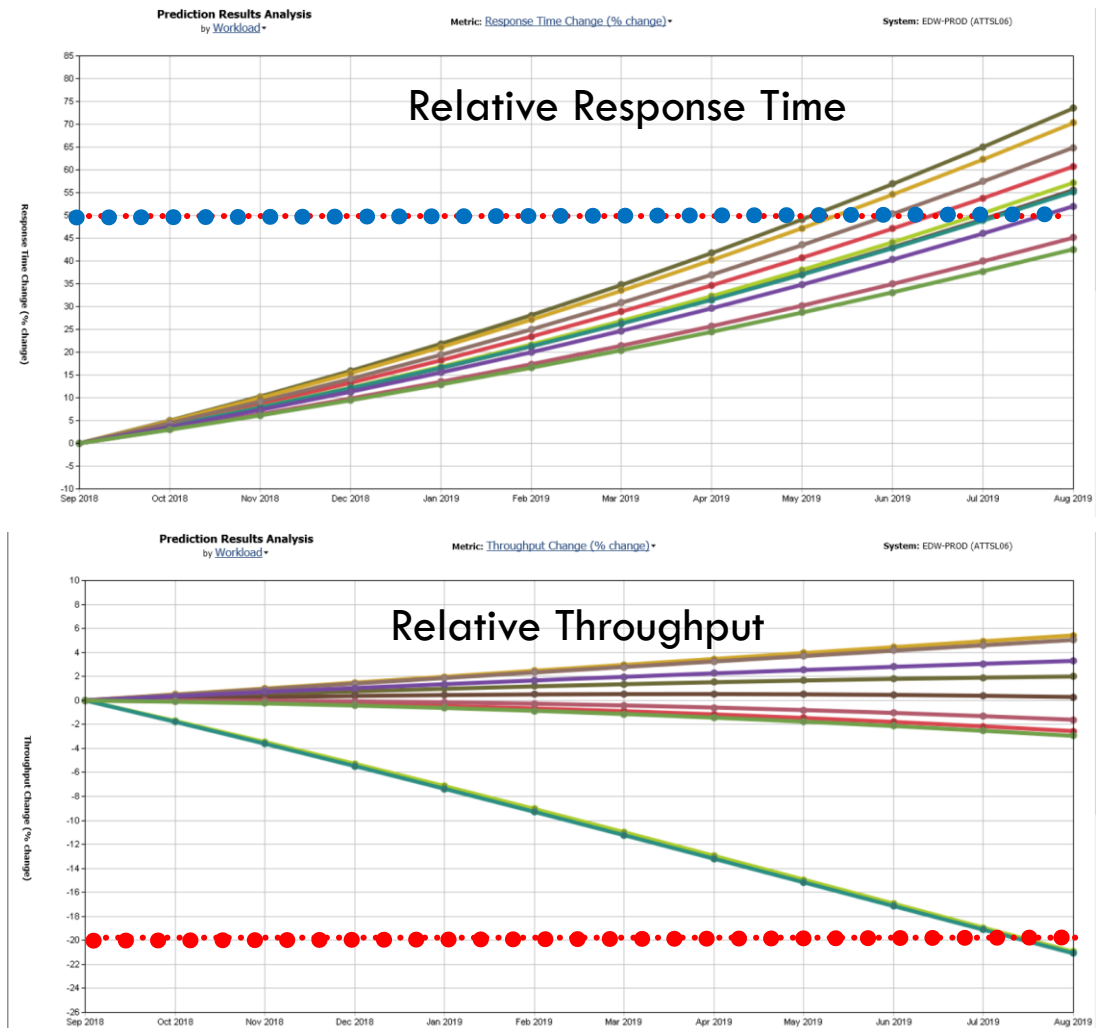 Prediction Results Analysis
by Workload
Metric: Response Time Change (% change)
System: EDW-PROD (ATTSL06)
Relative Response Time
Response Time Change (% change)
85
80
75
70
65
60
55
50
45
40
35
30
25
20
15
10
5
0
-5
-10
Sep 2018 Oct 2018 Nov 2018 Dec 2018 Jan 2019 Feb 2019 Mar 2019 Apr 2019 May 2019 Jun 2019 Jul 2019 Aug 2019
Prediction Results Analysis
by Workload
Metric: Throughput Change (% change)
System: EDW-PROD (ATTSL06)
Relative Throughput
Throughput Change (% change)
10
8
6
4
2
0
-2
-4
-6
-8
-10
-12
-14
-16
-18
-20
-22
-24
-26
Sep 2018 Oct 2018 Nov 2018 Dec 2018 Jan 2019 Feb 2019 Mar 2019 Apr 2019 May 2019 Jun 2019 Jul 2019 Aug 2019